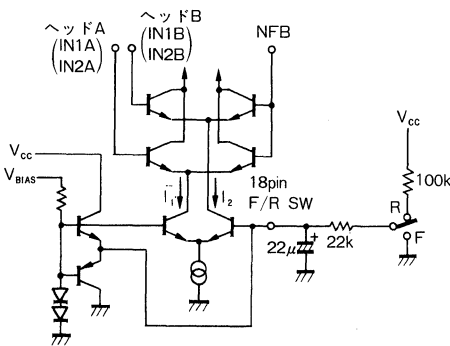 ヘッドA
(IN1A
IN2A)
ヘッドB
(IN1B
IN2B)
NFB
VCC
VBIAS
I1
I2
18pin
F/R SW
22μ
+
22k
VCC
100k
R
F